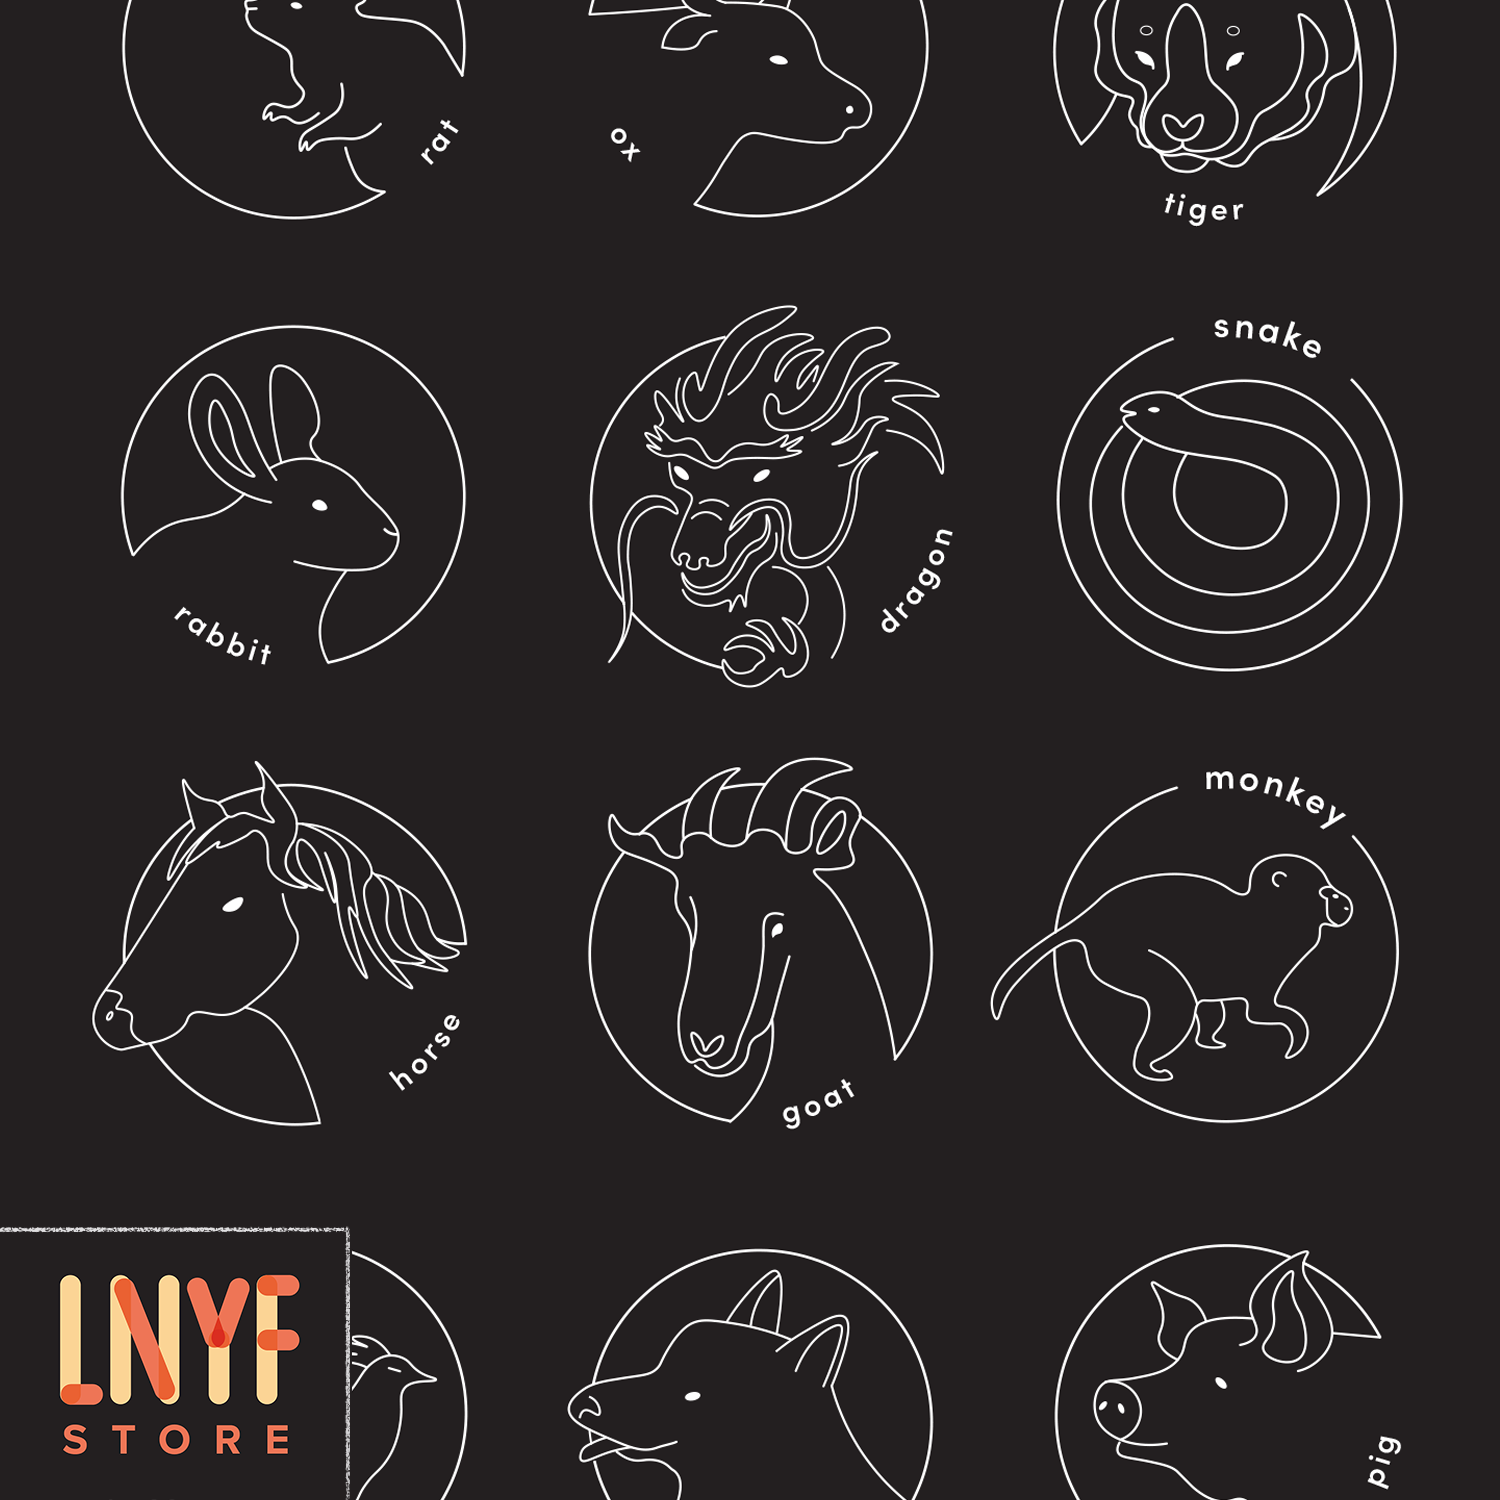 rat
ox
tiger
rabbit
dragon
snake
horse
goat
monkey
pig
LNYF
STORE